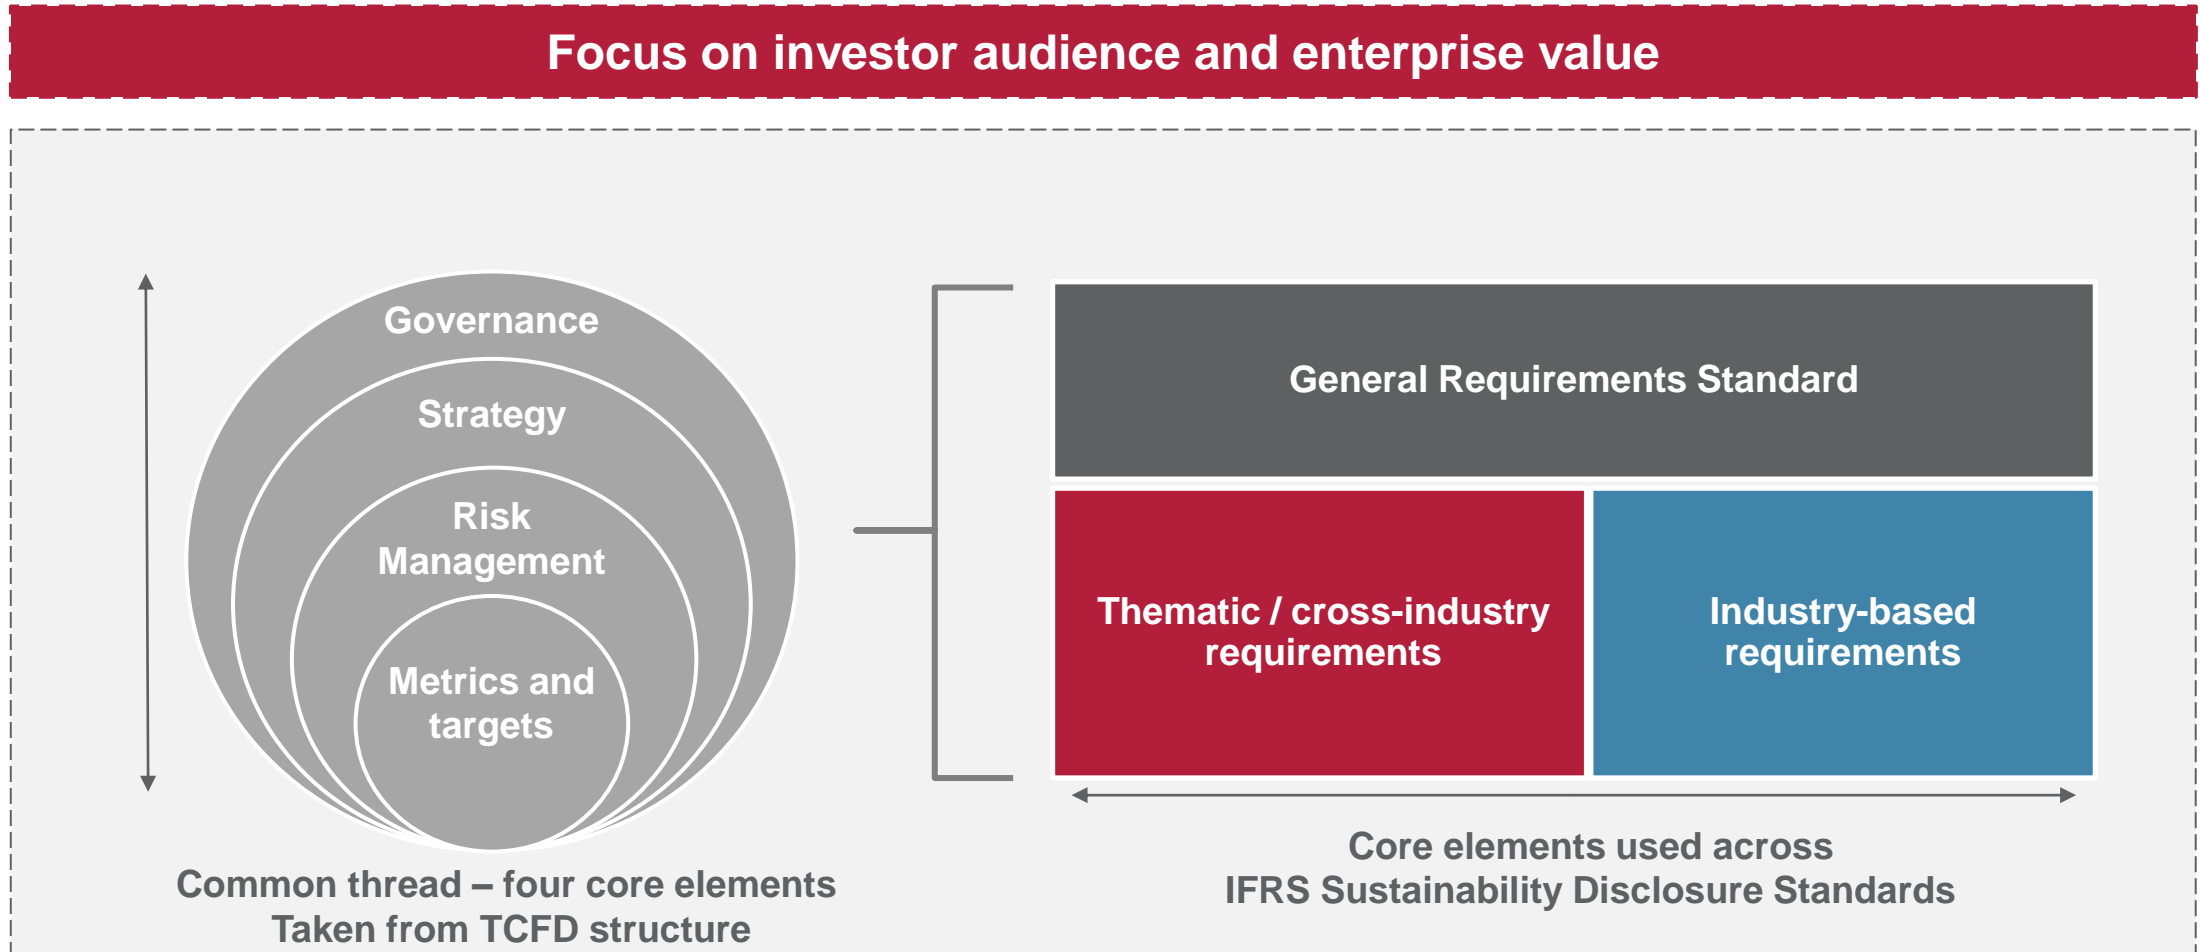 Focus on investor audience and enterprise value
Governance
Strategy
Risk
Management
Metrics and
targets
Common thread – four core elements
Taken from TCFD structure
General Requirements Standard
Thematic / cross-industry
requirements
Industry-based
requirements
Core elements used across
IFRS Sustainability Disclosure Standards